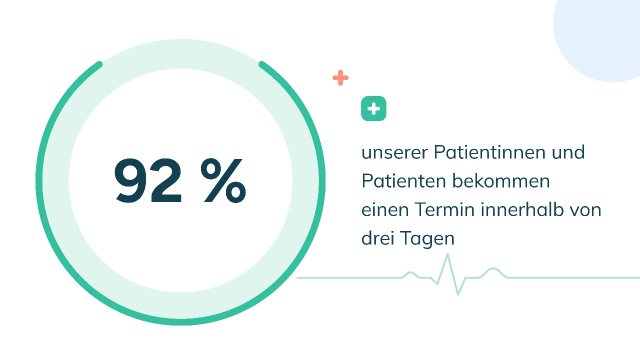 92 %
unserer Patientinnen und
Patienten bekommen
einen Termin innerhalb von
drei Tagen